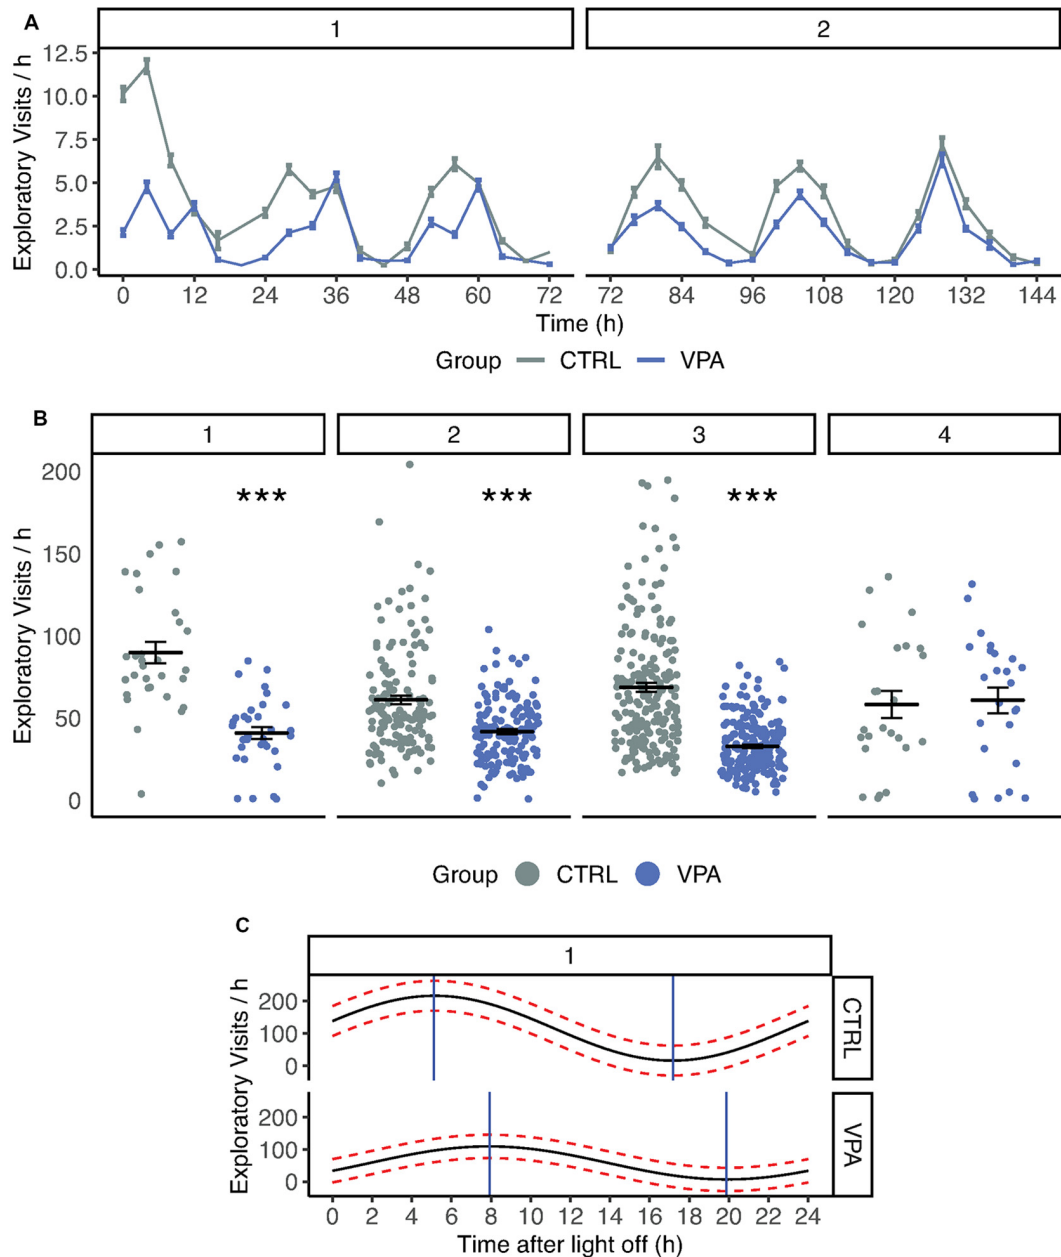 A
1
2
Exploratory Visits / h
12.5
10.0
7.5
5.0
2.5
0.0
0 12 24 36 48 60 72
72 84 96 108 120 132 144
Time (h)
Group CTRL VPA
B
1
2
3
4
Exploratory Visits / h
200
150
100
50
0
***
***
***
Group CTRL VPA
C
1
Exploratory Visits / h
200
100
0
CTRL
200
100
0
VPA
0 2 4 6 8 10 12 14 16 18 20 22 24
Time after light off (h)